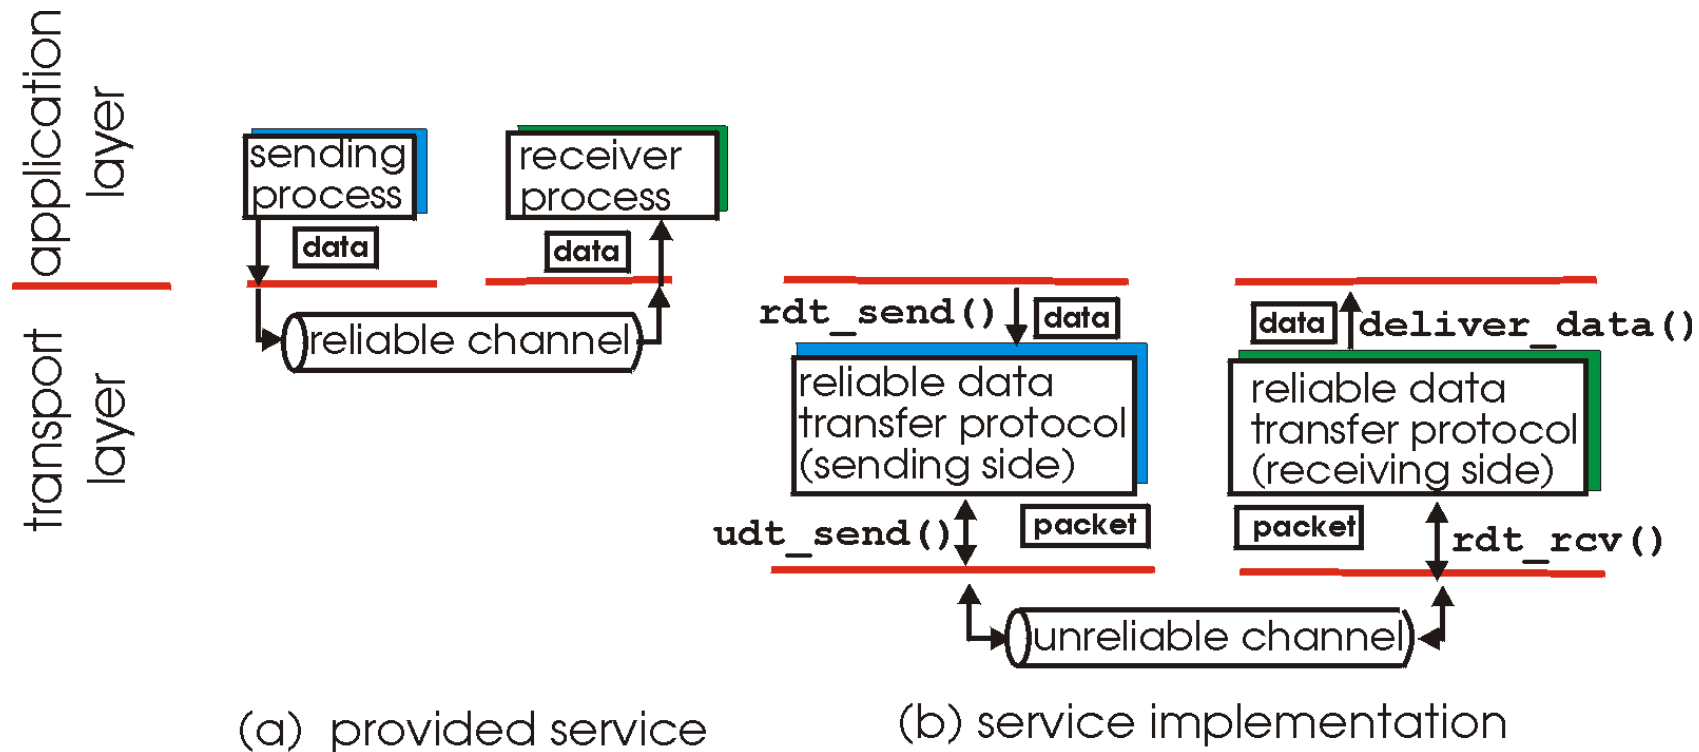 application
layer
transport
layer
sending
process
receiver
process
data
data
reliable channel
(a) provided service
rdt_send()
data
data
deliver_data()
reliable data
transfer protocol
(sending side)
reliable data
transfer protocol
(receiving side)
udt_send()
packet
packet
rdt_rcv()
unreliable channel
(b) service implementation